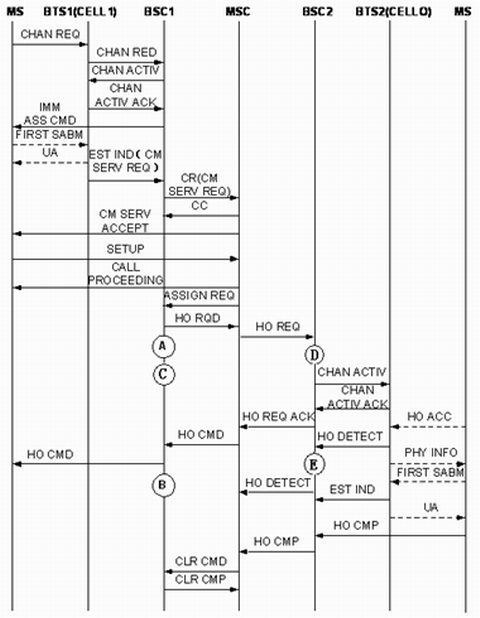 MS BTS1(CELL1) BSC1 MSC BSC2 BTS2(CELLO) MS
CHAN REQ
CHAN RED
CHAN ACTIV
CHAN
ACTIV ACK
IMM
ASS CMD
FIRST SABM
UA
EST IND( CM
SERV REQ )
CR(CM
SERV REQ)
CC
CM SERV
ACCEPT
SETUP
CALL
PROCEEDING
ASSIGN REQ
HO RQD
HO REQ
A
D
C
CHAN ACTIV
CHAN
ACTIV ACK
HO REQ ACK
HO ACC
HO CMD
HO DETECT
HO CMD
E
PHY INFO
FIRST SABM
B
HO DETECT
EST IND
UA
HO CMP
HO CMP
CLR CMD
CLR CMP